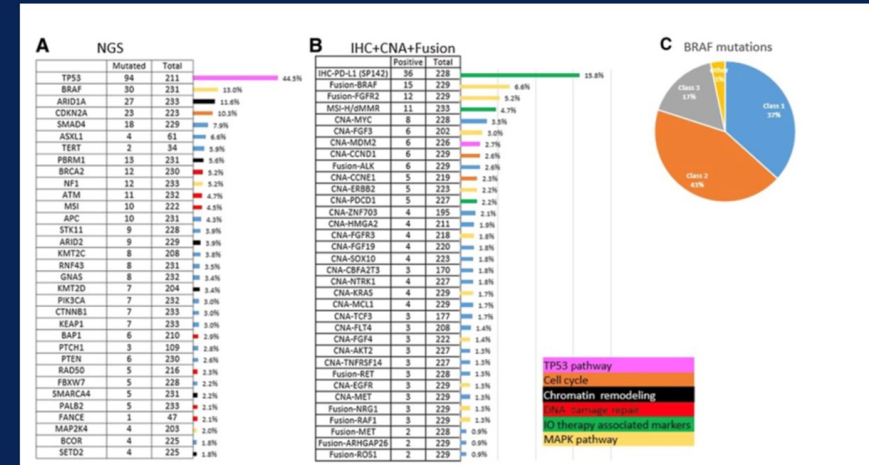 A NGS
Mutated Total
TP53 94 211 44.5%
BRAF 30 231 13.0%
ARID1A 27 233 11.6%
CDKN2A 23 223 10.3%
SMAD4 18 229 7.9%
ASXL1 4 61 6.6%
TERT 2 34 5.9%
PBRM1 13 231 5.6%
BRCA2 12 230 5.2%
NF1 12 233 5.2%
ATM 11 232 4.7%
MSI 10 222 4.5%
APC 10 231 4.3%
STK11 9 228 3.9%
ARID2 9 229 3.9%
KMT2C 8 208 3.8%
RNF43 8 231 3.5%
GNAS 8 232 3.4%
KMT2D 7 204 3.4%
PIK3CA 7 232 3.0%
CTNNB1 7 233 3.0%
KEAP1 7 233 3.0%
BAP1 6 210 2.9%
PTCH1 3 109 2.8%
PTEN 6 230 2.6%
RAD50 5 216 2.3%
FBXW7 5 228 2.2%
SMARCA4 5 231 2.2%
PALB2 5 233 2.1%
FANCE 1 47 2.1%
MAP2K4 4 203 2.0%
BCOR 4 225 1.8%
SETD2 4 225 1.8%
B IHC+CNA+Fusion
Positive Total
IHC-PD-L1 (SP142) 36 228 15.8%
Fusion-BRAF 15 229 6.6%
Fusion-FGFR2 12 229 5.2%
MSI-H/dMMR 11 233 4.7%
CNA-MYC 8 228 3.5%
CNA-FGF3 6 202 3.0%
CNA-MDM2 6 226 2.7%
CNA-CCND1 6 229 2.6%
Fusion-ALK 6 229 2.6%
CNA-CCNE1 5 219 2.3%
CNA-ERBB2 5 223 2.2%
CNA-PDCD1 5 227 2.2%
CNA-ZNF703 4 195 2.1%
CNA-HMGA2 4 211 1.9%
CNA-FGFR3 4 218 1.8%
CNA-FGF19 4 220 1.8%
CNA-SOX10 4 223 1.8%
CNA-CBFA2T3 3 170 1.8%
CNA-NTRK1 4 227 1.8%
CNA-KRAS 4 229 1.7%
CNA-MCL1 4 229 1.7%
CNA-TCF3 3 177 1.7%
CNA-FLT4 3 208 1.4%
CNA-FGF4 3 222 1.4%
CNA-AKT2 3 227 1.3%
CNA-TNFRSF14 3 227 1.3%
Fusion-RET 3 228 1.3%
CNA-EGFR 3 229 1.3%
CNA-MET 3 229 1.3%
Fusion-NRG1 3 229 1.3%
Fusion-RAF1 3 229 1.3%
Fusion-MET 2 228 0.9%
Fusion-ARHGAP26 2 229 0.9%
Fusion-ROS1 2 229 0.9%
C BRAF mutations
Class 3
17%
Class 1
37%
Class 2
43%
TP53 pathway
Cell cycle
Chromatin remodeling
DNA damage repair
IO therapy associated markers
MAPK pathway